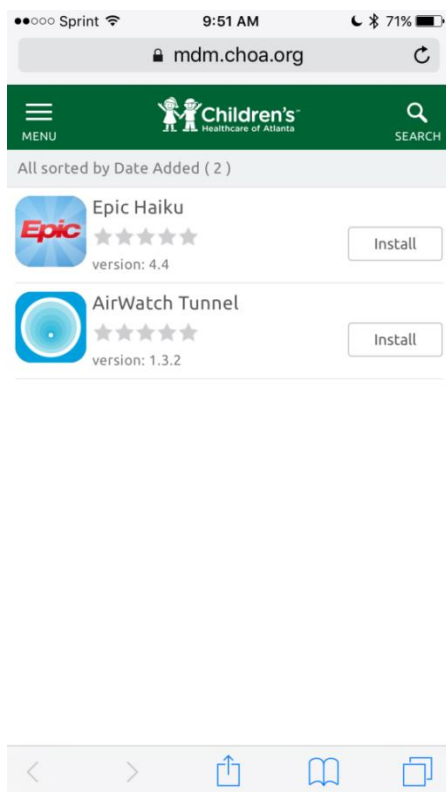 Sprint 9:51 AM 71%
mdm.choa.org
MENU
Children's™
Healthcare of Atlanta
SEARCH
All sorted by Date Added ( 2 )
Epic
Epic Haiku
version: 4.4
Install
AirWatch Tunnel
version: 1.3.2
Install